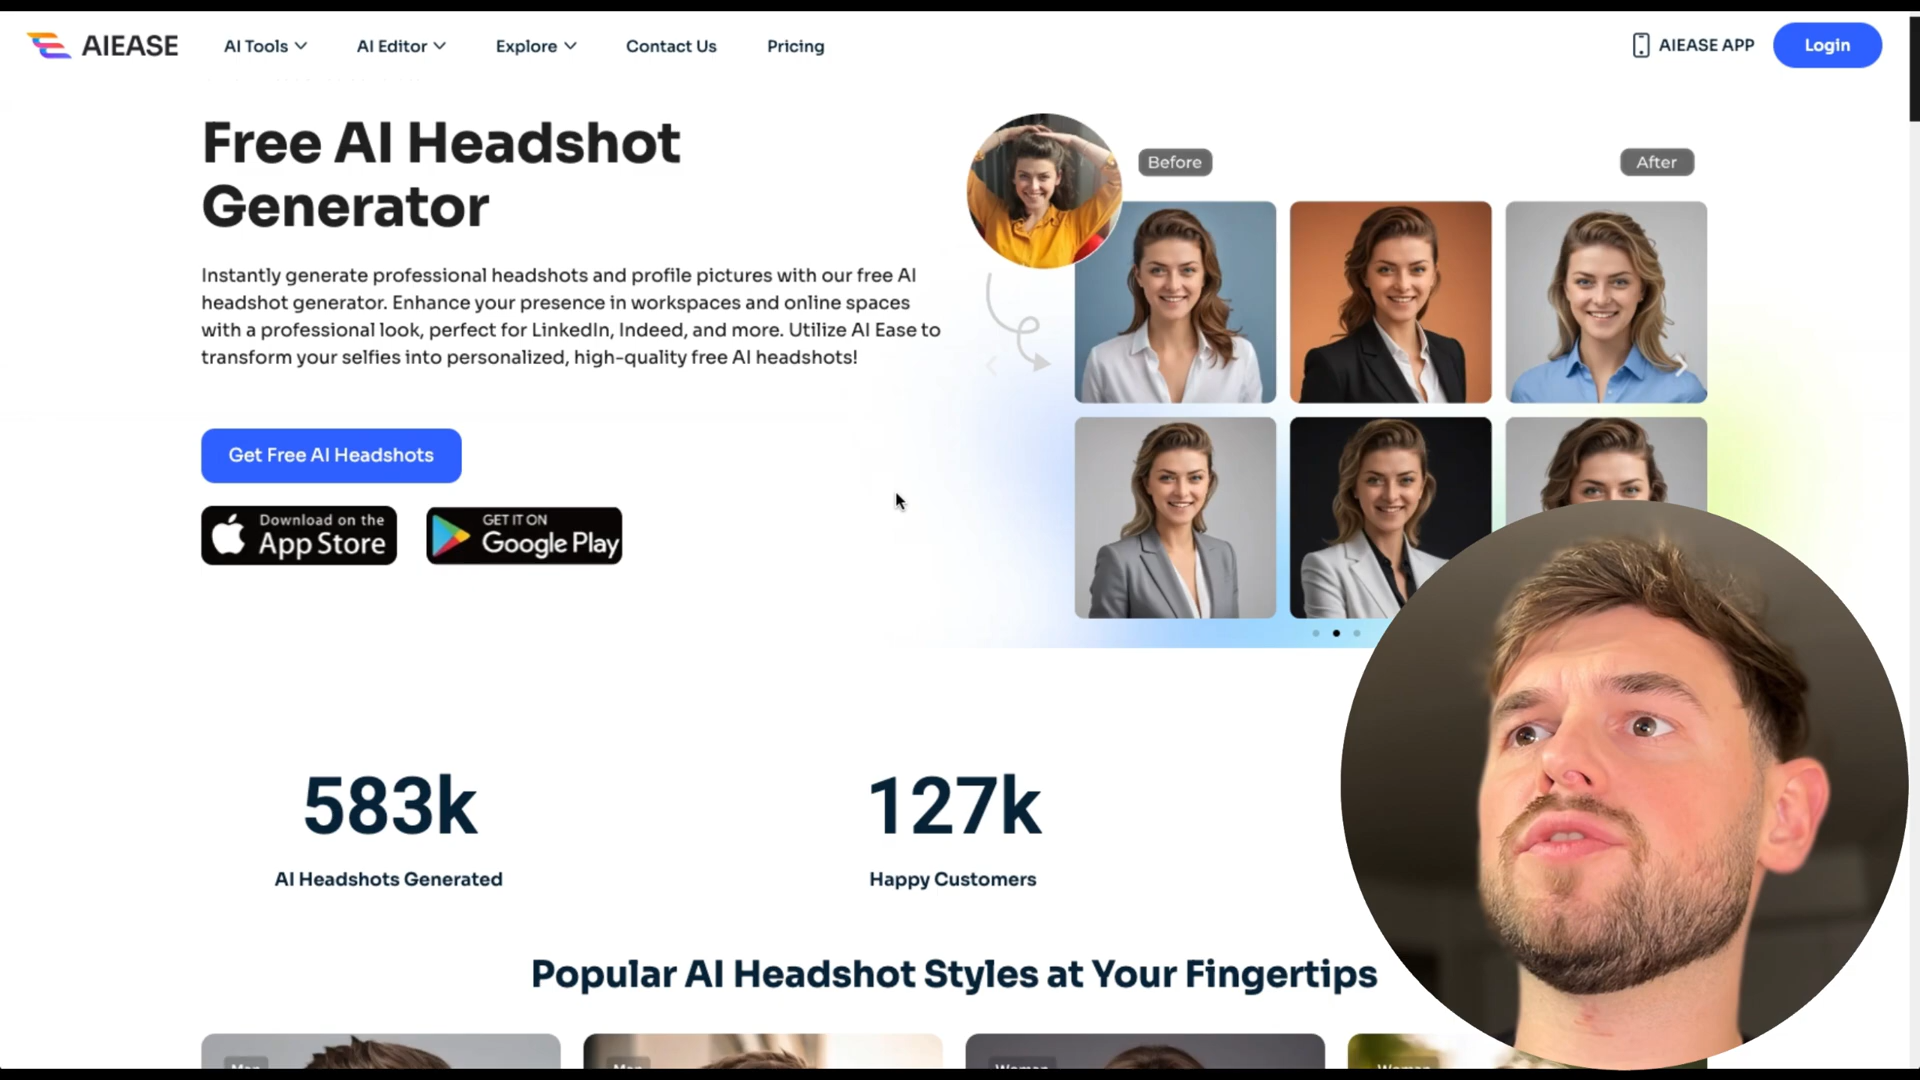 AIEASE
AI Tools
AI Editor
Explore
Contact Us
Pricing
AIEASE APP
Login
Free AI Headshot
Generator
Instantly generate professional headshots and profile pictures with our free AI
headshot generator. Enhance your presence in workspaces and online spaces
with a professional look, perfect for LinkedIn, Indeed, and more. Utilize AI Ease to
transform your selfies into personalized, high-quality free AI headshots!
Get Free AI Headshots
Download on the
App Store
GET IT ON
Google Play
Before
After
583k
AI Headshots Generated
127k
Happy Customers
Popular AI Headshot Styles at Your Fingertips